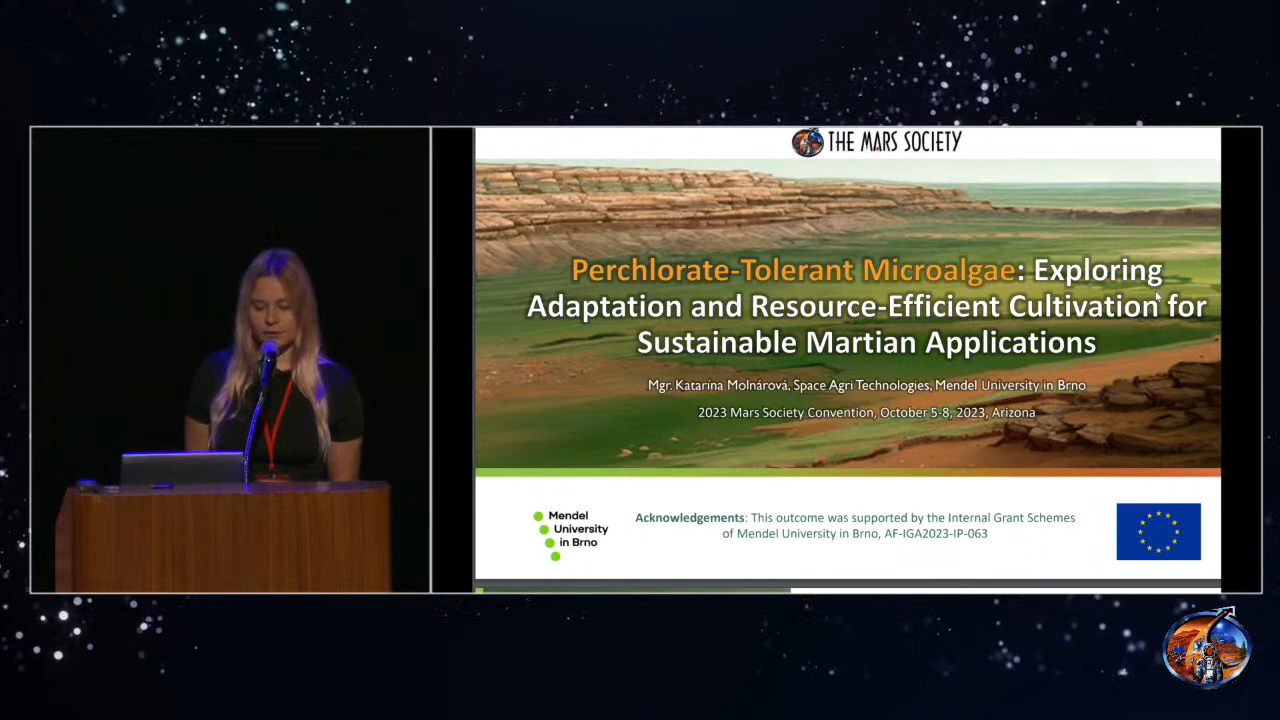 THE MARS SOCIETY
Perchlorate-Tolerant Microalgae: Exploring
Adaptation and Resource-Efficient Cultivation for
Sustainable Martian Applications
Mgr. Katarína Molnárová, Space Agri Technologies, Mendel University in Brno
2023 Mars Society Convention, October 5-8, 2023, Arizona
Mendel
University
in Brno
Acknowledgements: This outcome was supported by the Internal Grant Schemes
of Mendel University in Brno, AF-IGA2023-IP-063